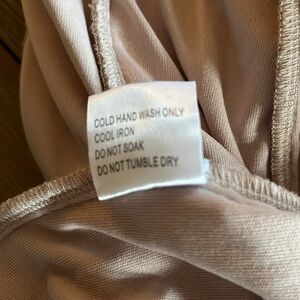 COLD HAND WASH ONLY
COOL IRON
DO NOT SOAK
DO NOT TUMBLE DRY